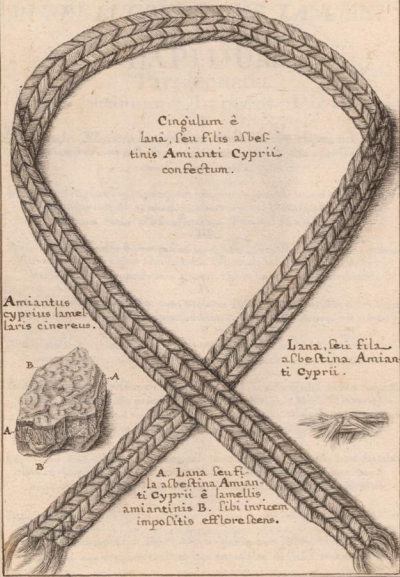 Cingulum è
lanâ, seu filis asbes-
tinis Amianti Cyprii
confectum.
Amiantus
cyprius lamel-
laris cinereus.
Lana, seu fila
asbestina Amian-
ti Cyprii.
B
A
A
B
A. Lana seu fi-
la asbestina Amian-
ti Cyprii è lamellis
amiantinis B. sibi invicem
impositis efflorescens.